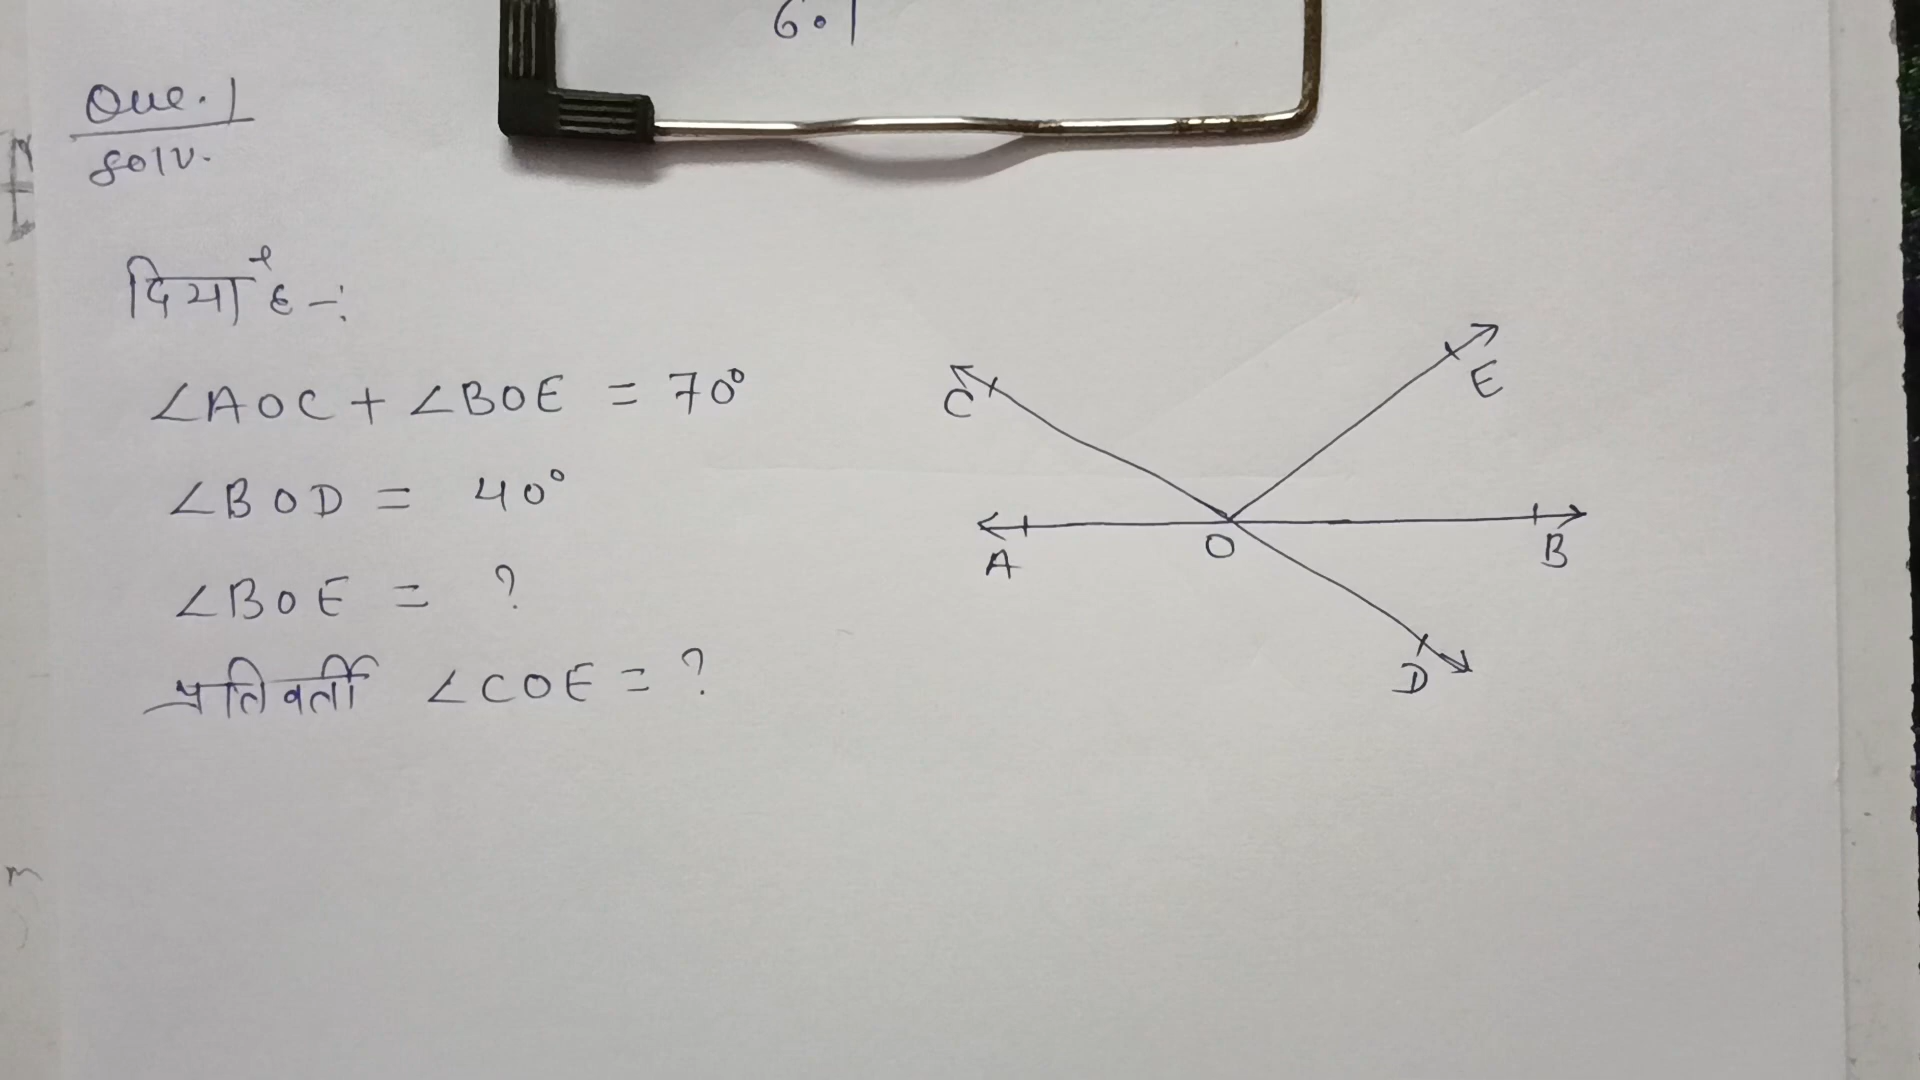 6.1
Que. 1
Solv.
दिया है -:
∠AOC + ∠BOE = 70°
∠BOD = 40°
∠BOE = ?
प्रतिवर्ती ∠COE = ?
C
E
A
O
B
D